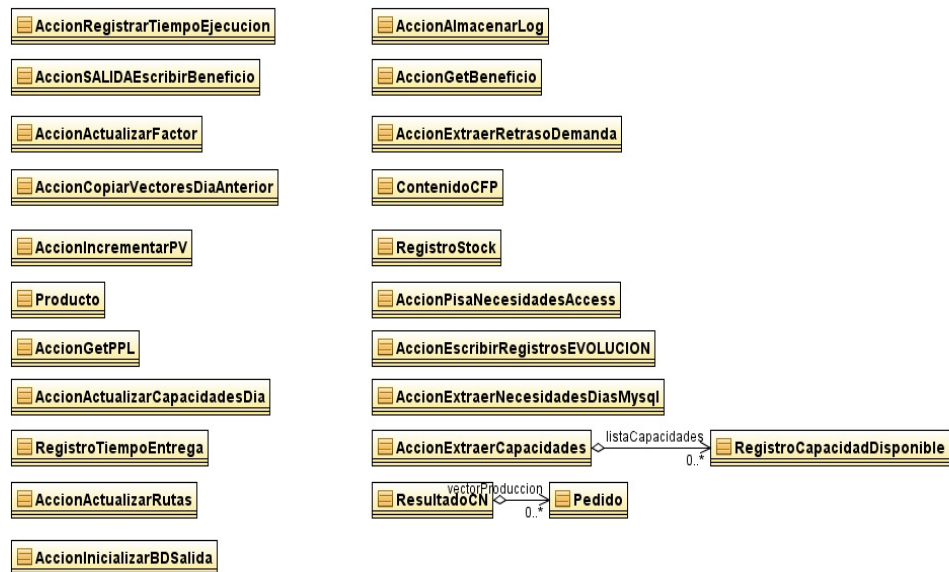 AccionRegistrarTiempoEjecucion
AccionAlmacenarLog
AccionSALIDAEscribirBeneficio
AccionGetBeneficio
AccionActualizarFactor
AccionExtraerRetrasoDemanda
AccionCopiarVectoresDiaAnterior
ContenidoCFP
AccionIncrementarPV
RegistroStock
Producto
AccionPisaNecesidadesAccess
AccionGetPPL
AccionEscribirRegistrosEVOLUCION
AccionActualizarCapacidadesDia
AccionExtraerNecesidadesDiasMysql
RegistroTiempoEntrega
AccionExtraerCapacidades
listaCapacidades
0..*
RegistroCapacidadDisponible
AccionActualizarRutas
ResultadoCN
vectorProduccion
0..*
Pedido
AccionInicializarBDSalida